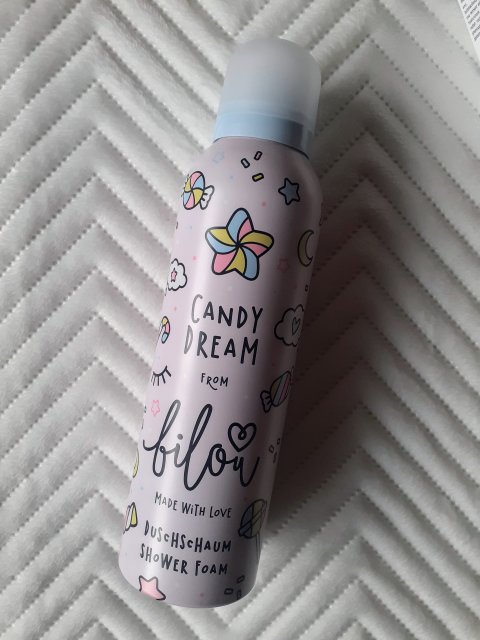 CANDY
DREAM
FROM
bilou
MADE WITH LOVE
DUSCHSCHAUM
SHOWER FOAM